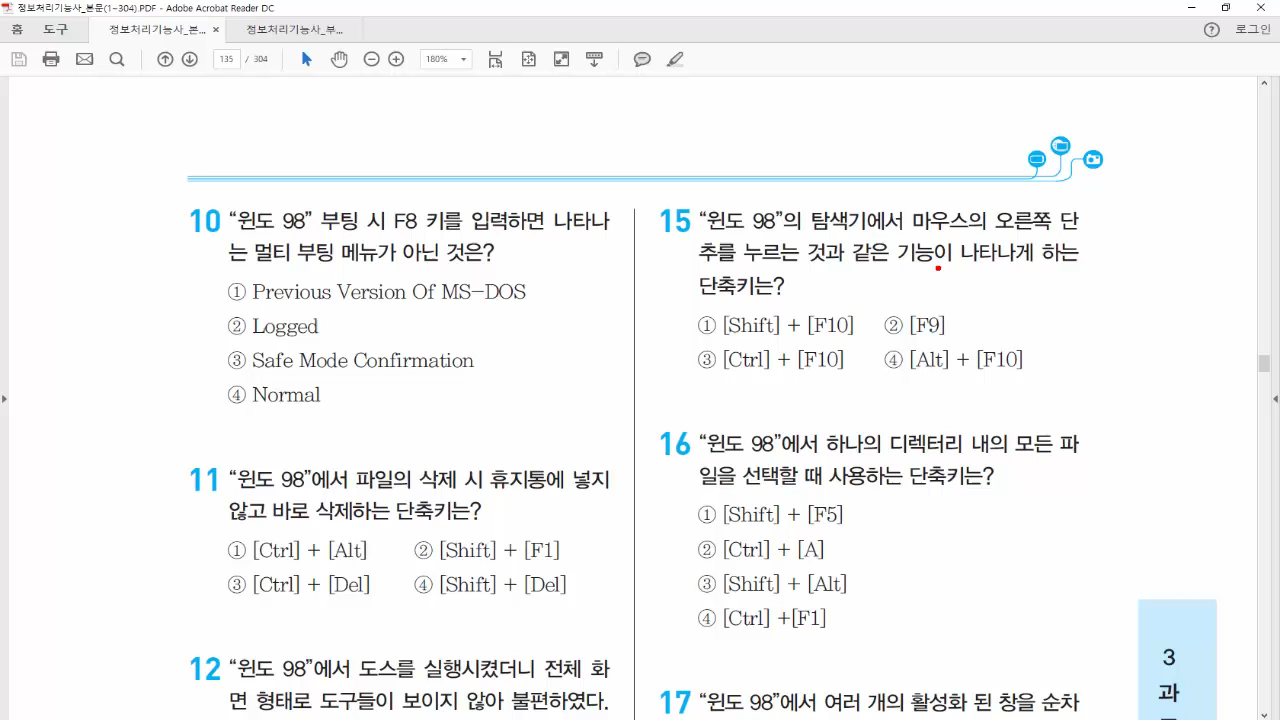 정보처리기능사_본문(1~304).PDF - Adobe Acrobat Reader DC
홈 도구 정보처리기능사_본... × 정보처리기능사_부... 로그인
135 / 304 180%
10 “윈도 98” 부팅 시 F8 키를 입력하면 나타나
는 멀티 부팅 메뉴가 아닌 것은?
① Previous Version Of MS-DOS
② Logged
③ Safe Mode Confirmation
④ Normal
11 “윈도 98”에서 파일의 삭제 시 휴지통에 넣지
않고 바로 삭제하는 단축키는?
① [Ctrl] + [Alt] ② [Shift] + [F1]
③ [Ctrl] + [Del] ④ [Shift] + [Del]
12 “윈도 98”에서 도스를 실행시켰더니 전체 화
면 형태로 도구들이 보이지 않아 불편하였다.
15 “윈도 98”의 탐색기에서 마우스의 오른쪽 단
추를 누르는 것과 같은 기능이 나타나게 하는
단축키는?
① [Shift] + [F10] ② [F9]
③ [Ctrl] + [F10] ④ [Alt] + [F10]
16 “윈도 98”에서 하나의 디렉터리 내의 모든 파
일을 선택할 때 사용하는 단축키는?
① [Shift] + [F5]
② [Ctrl] + [A]
③ [Shift] + [Alt]
④ [Ctrl] +[F1]
17 “윈도 98”에서 여러 개의 활성화 된 창을 순차
3
과